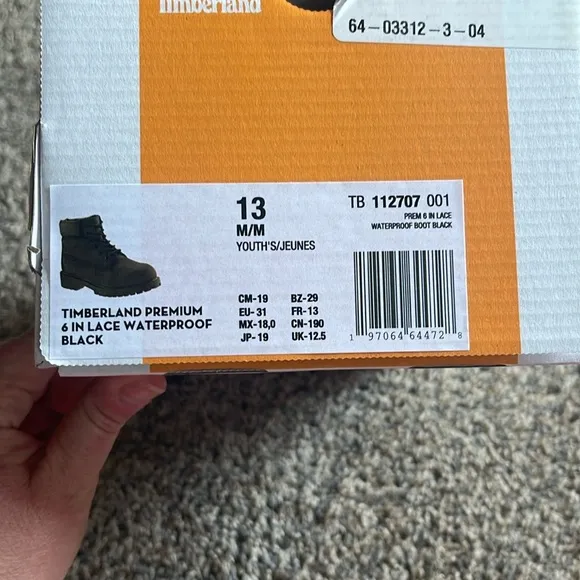 Timberland
64-03312-3-04
13
M/M
YOUTH'S/JEUNES
TB 112707 001
PREM 6 IN LACE
WATERPROOF BOOT BLACK
TIMBERLAND PREMIUM
6 IN LACE WATERPROOF
BLACK
CM-19 BZ-29
EU-31 FR-13
MX-18,0 CN-190
JP-19 UK-12.5
1 97064 64472 8